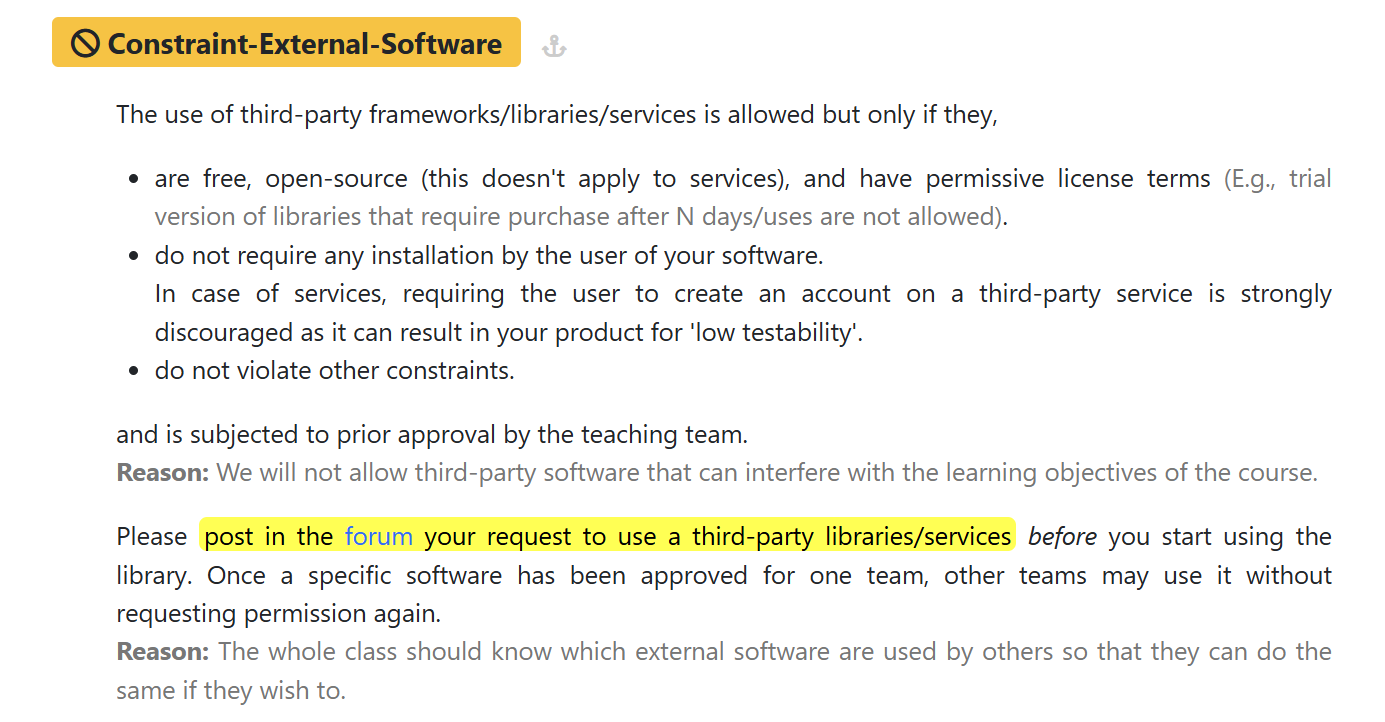 Constraint-External-Software
The use of third-party frameworks/libraries/services is allowed but only if they,
• are free, open-source (this doesn't apply to services), and have permissive license terms (E.g., trial
version of libraries that require purchase after N days/uses are not allowed).
• do not require any installation by the user of your software.
In case of services, requiring the user to create an account on a third-party service is strongly
discouraged as it can result in your product for 'low testability'.
• do not violate other constraints.
and is subjected to prior approval by the teaching team.
Reason: We will not allow third-party software that can interfere with the learning objectives of the course.
Please post in the forum your request to use a third-party libraries/services before you start using the
library. Once a specific software has been approved for one team, other teams may use it without
requesting permission again.
Reason: The whole class should know which external software are used by others so that they can do the
same if they wish to.